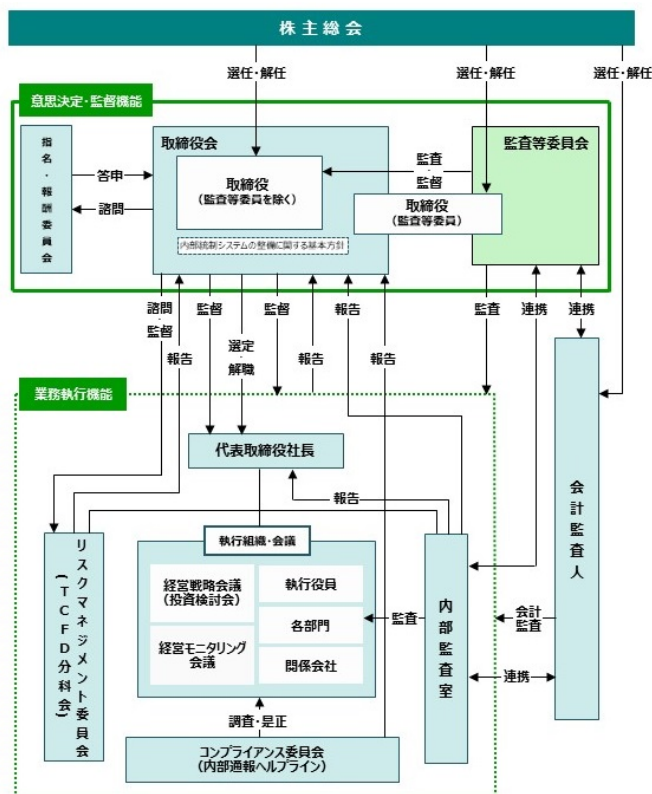 株主総会
選任・解任
選任・解任
選任・解任
意思決定・監督機能
指名・報酬委員会
答申
諮問
取締役会
取締役
(監査等委員を除く)
内部統制システムの整備に関する基本方針
監査・
監督
監査等委員会
取締役
(監査等委員)
諮問・
監督
報告
監督
選定・
解職
監督
報告
報告
報告
監査
連携
連携
業務執行機能
代表取締役社長
報告
執行組織・会議
経営戦略会議
(投資検討会)
経営モニタリング
会議
執行役員
各部門
関係会社
監査
内部監査室
会計
監査
連携
会計監査人
リスクマネジメント委員会
(TCFD分科会)
調査・是正
コンプライアンス委員会
(内部通報ヘルプライン)